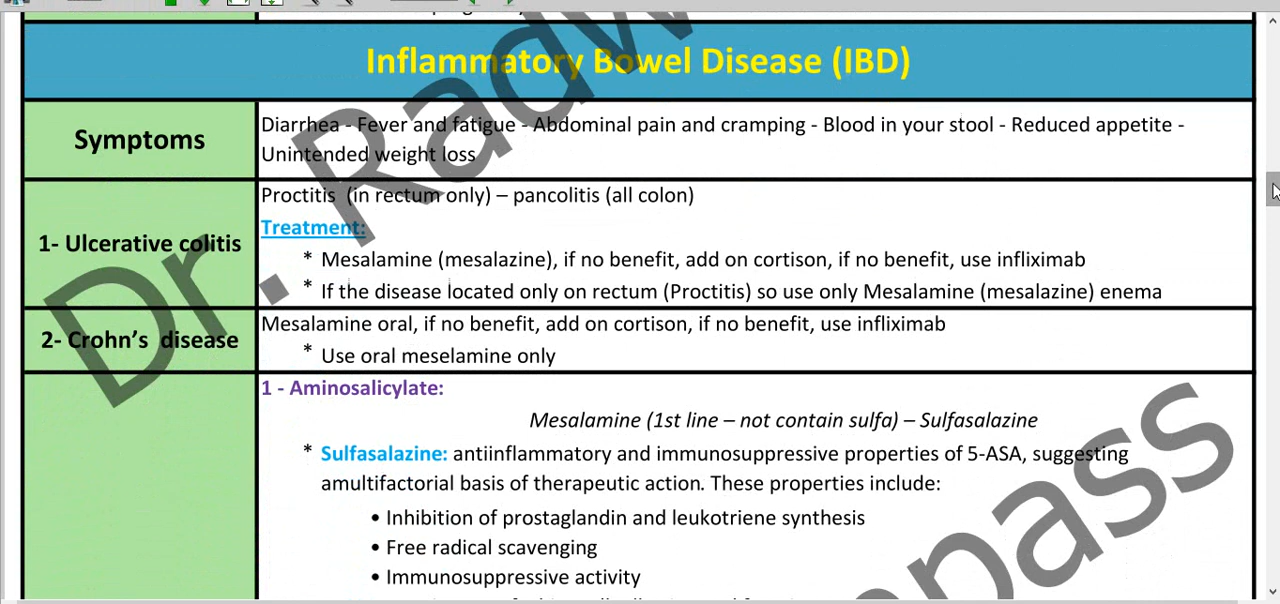 Inflammatory Bowel Disease (IBD)
Symptoms
Diarrhea - Fever and fatigue - Abdominal pain and cramping - Blood in your stool - Reduced appetite -
Unintended weight loss
1- Ulcerative colitis
Proctitis (in rectum only) – pancolitis (all colon)
Treatment:
* Mesalamine (mesalazine), if no benefit, add on cortison, if no benefit, use infliximab
* If the disease located only on rectum (Proctitis) so use only Mesalamine (mesalazine) enema
2- Crohn's disease
Mesalamine oral, if no benefit, add on cortison, if no benefit, use infliximab
* Use oral meselamine only
1 - Aminosalicylate:
Mesalamine (1st line – not contain sulfa) – Sulfasalazine
* Sulfasalazine: antiinflammatory and immunosuppressive properties of 5-ASA, suggesting
amultifactorial basis of therapeutic action. These properties include:
• Inhibition of prostaglandin and leukotriene synthesis
• Free radical scavenging
• Immunosuppressive activity
Dr. Radw
pass